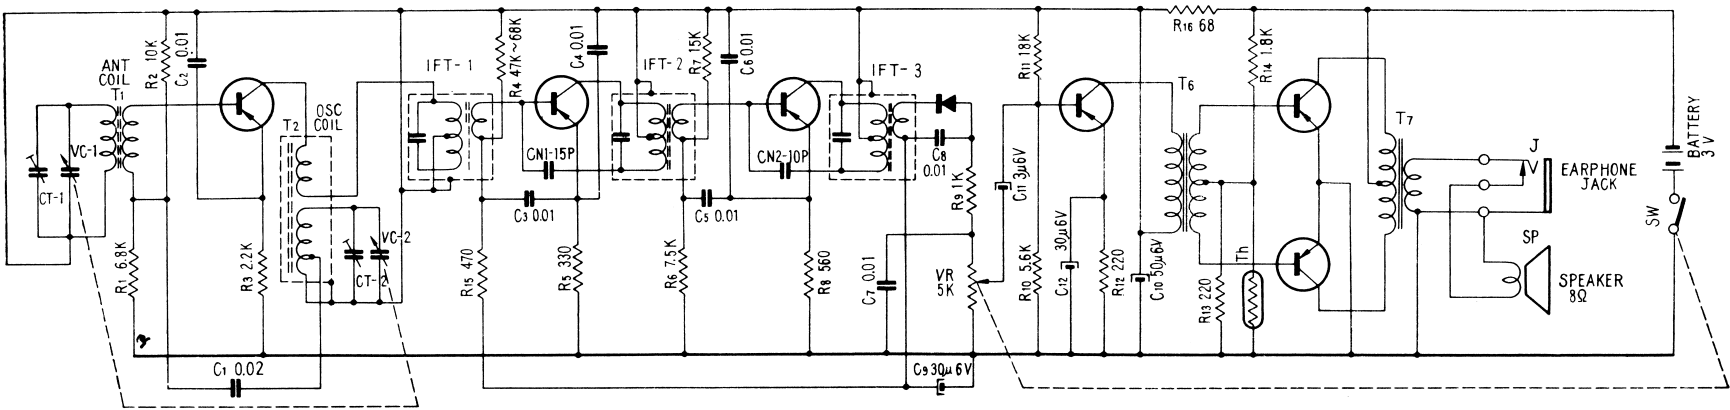 ANT
COIL
T1
CT-1
VC-1
R2 10K
C2 0.01
R1 6.8K
R3 2.2K
C1 0.02
T2
OSC
COIL
VC-2
CT-2
IFT-1
R4 47K~68K
C4 0.01
CN1-15P
C3 0.01
R15 470
R5 330
IFT-2
R7 15K
C6 0.01
CN2-10P
C5 0.01
R6 7.5K
R8 560
IFT-3
C8
0.01
R9 1K
C7 0.01
VR
5K
C9 30µ 6V
C11 3µ6V
R11 18K
R10 5.6K
C12 30µ6V
R12 220
C10 50µ6V
T6
R16 68
R14 1.8K
R13 220
Th
T7
J
EARPHONE
JACK
SP
SPEAKER
8Ω
BATTERY
3V
SW